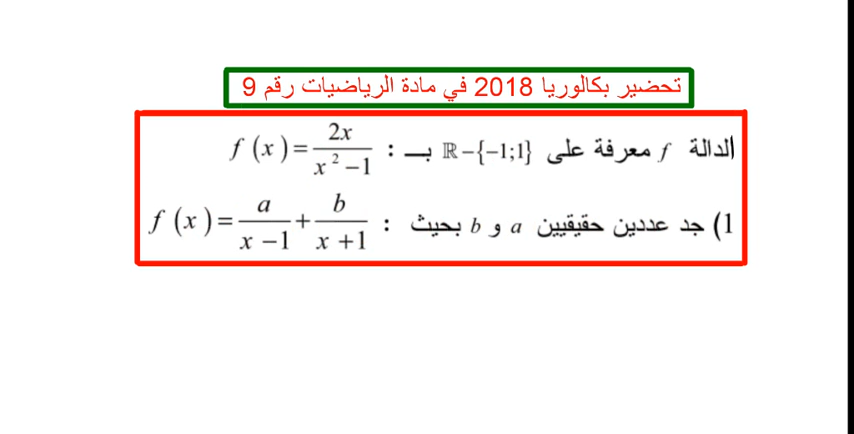 تحضير بكالوريا 2018 في مادة الرياضيات رقم 9
الدالة f معرفة على ℝ−{−1;1} بـــ : f (x)=2x/(x²−1)
1) جد عددين حقيقيين a و b بحيث : f (x)=a/(x−1)+b/(x+1)